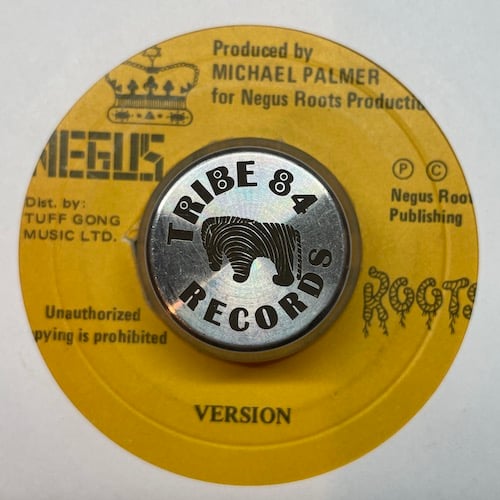 Produced by
MICHAEL PALMER
for Negus Roots Productio
NEGUS
P C
Dist. by:
TUFF GONG
MUSIC LTD.
Negus Roo
Publishing
TRIBE 84
RECORDS
ROOTS
Unauthorized
pying is prohibited
VERSION